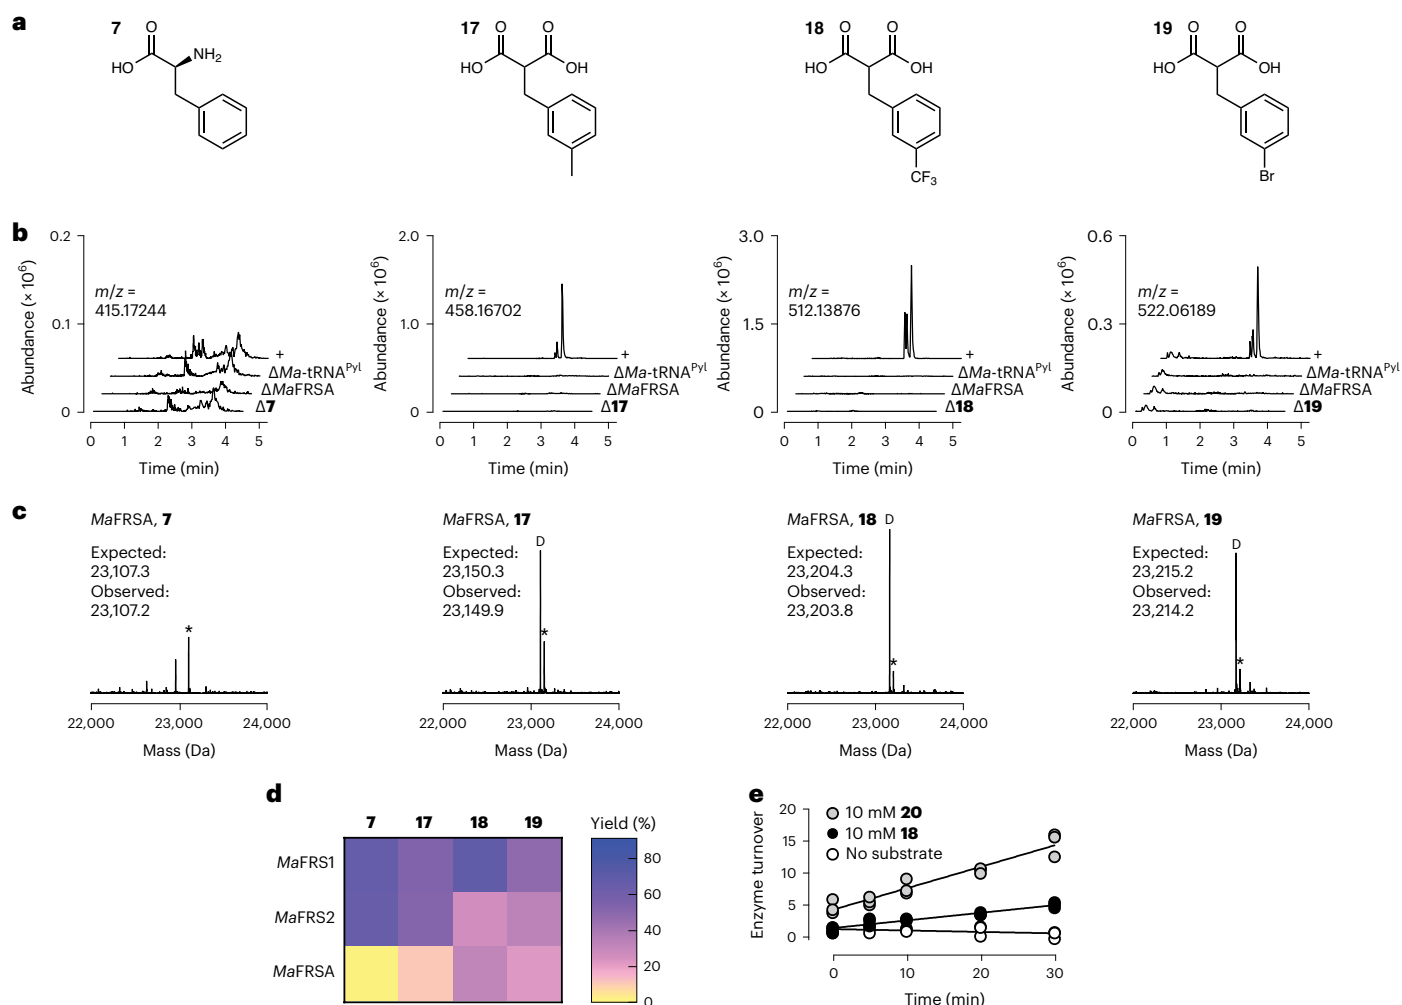 a
7
17
18
19
O
HO
NH2
O
O
HO
OH
O
O
HO
OH
CF3
O
O
HO
OH
Br
b
Abundance (× 10⁶)
0.2
0.1
0
m/z =
415.17244
+
ΔMa-tRNAPyl
ΔMaFRSA
Δ7
0 1 2 3 4 5
Time (min)
Abundance (× 10⁶)
2.0
1.0
0
m/z =
458.16702
+
ΔMa-tRNAPyl
ΔMaFRSA
Δ17
0 1 2 3 4 5
Time (min)
Abundance (× 10⁶)
3.0
1.5
0
m/z =
512.13876
+
ΔMa-tRNAPyl
ΔMaFRSA
Δ18
0 1 2 3 4 5
Time (min)
Abundance (× 10⁶)
0.6
0.3
0
m/z =
522.06189
+
ΔMa-tRNAPyl
ΔMaFRSA
Δ19
0 1 2 3 4 5
Time (min)
c
MaFRSA, 7
Expected:
23,107.3
Observed:
23,107.2
*
22,000 23,000 24,000
Mass (Da)
MaFRSA, 17
Expected:
23,150.3
Observed:
23,149.9
D
*
22,000 23,000 24,000
Mass (Da)
MaFRSA, 18
Expected:
23,204.3
Observed:
23,203.8
D
*
22,000 23,000 24,000
Mass (Da)
MaFRSA, 19
Expected:
23,215.2
Observed:
23,214.2
D
*
22,000 23,000 24,000
Mass (Da)
d
7 17 18 19
MaFRS1
MaFRS2
MaFRSA
Yield (%)
80
60
40
20
0
e
Enzyme turnover
20
15
10
5
0
10 mM 20
10 mM 18
No substrate
0 10 20 30
Time (min)